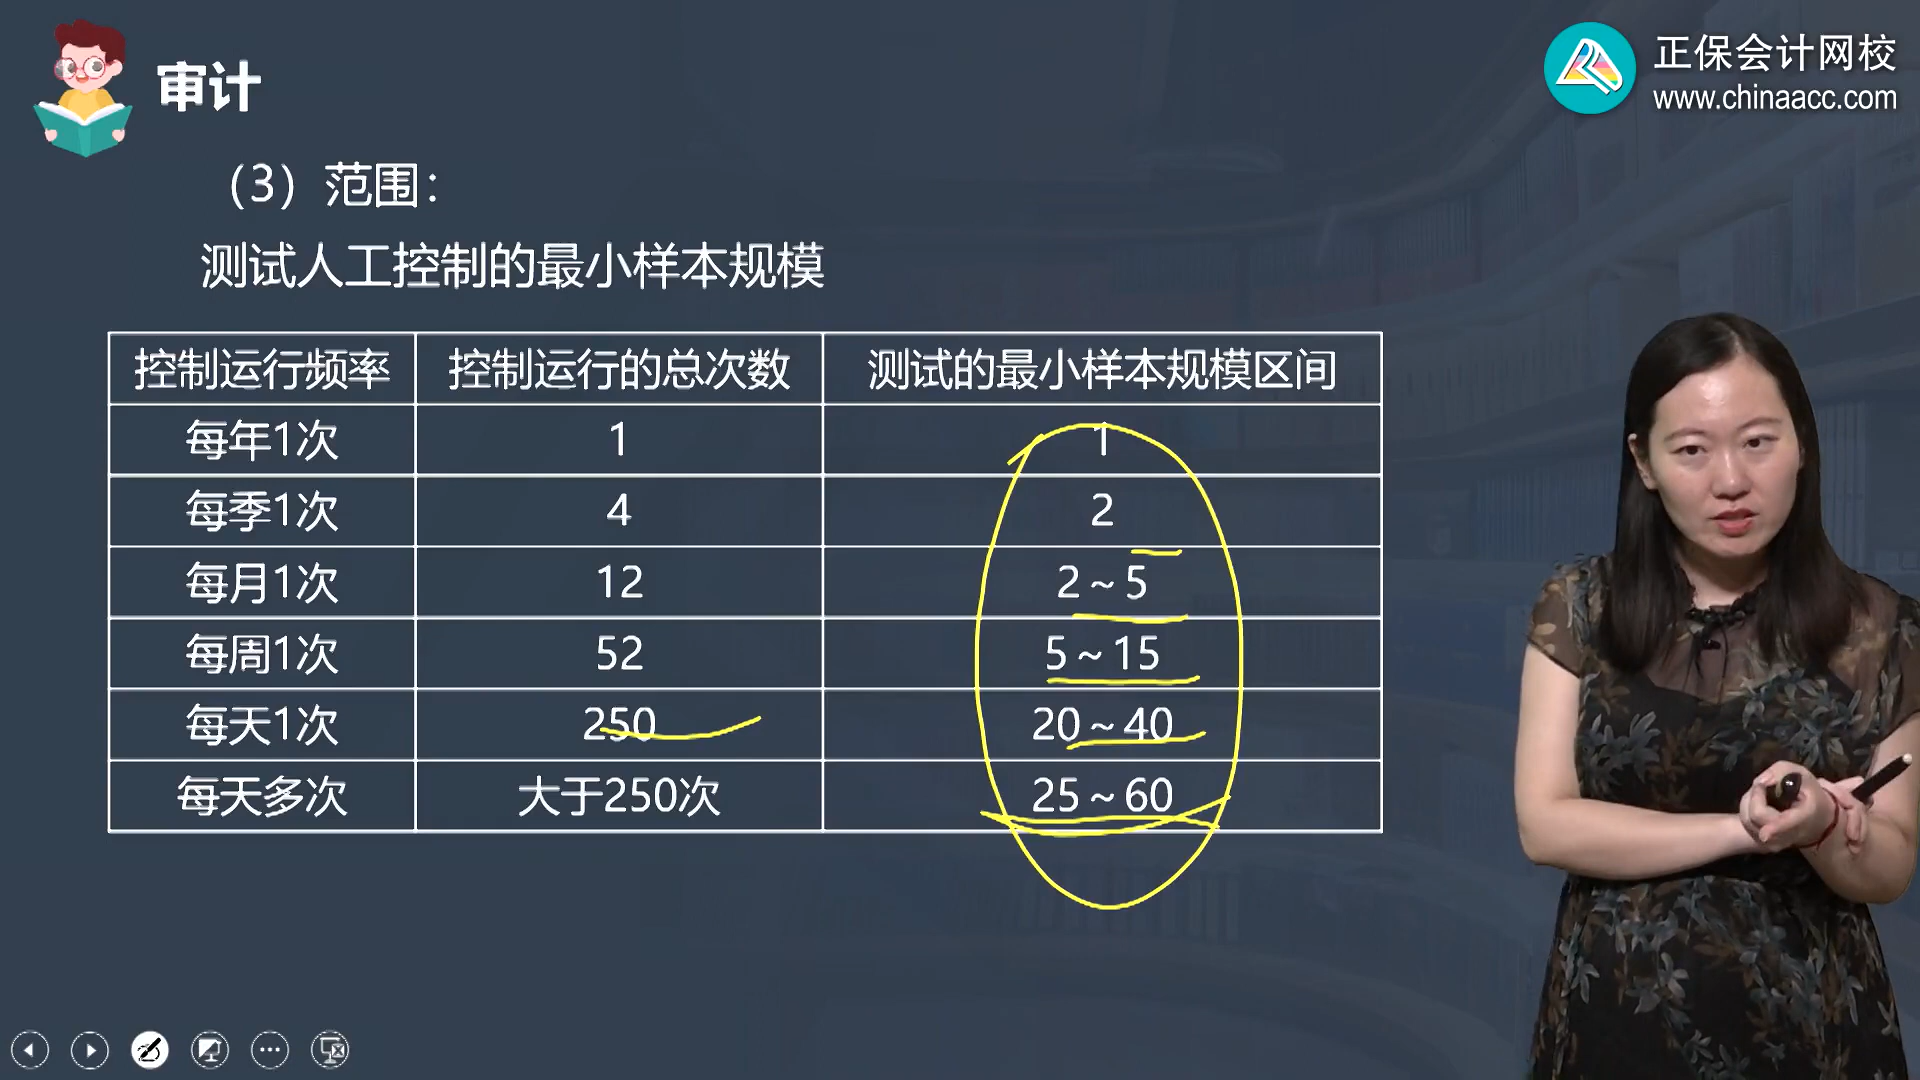 审计
正保会计网校
www.chinaacc.com
（3）范围：
测试人工控制的最小样本规模
控制运行频率 控制运行的总次数 测试的最小样本规模区间
每年1次 1 1
每季1次 4 2
每月1次 12 2～5
每周1次 52 5～15
每天1次 250 20～40
每天多次 大于250次 25～60